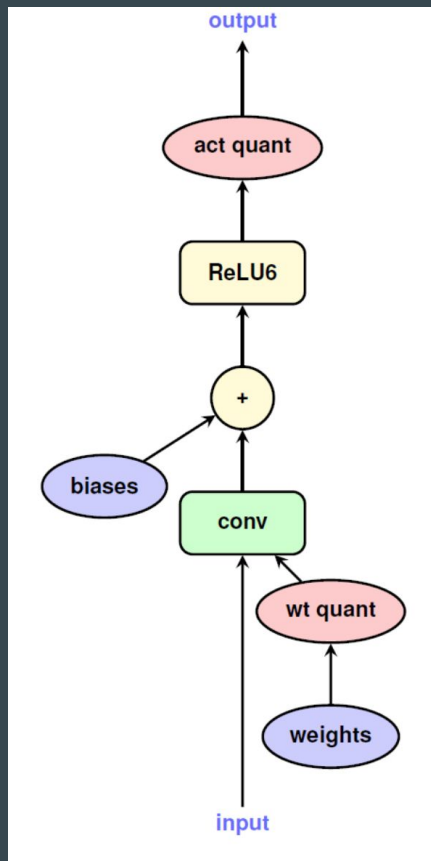 output
act quant
ReLU6
+
biases
conv
wt quant
weights
input